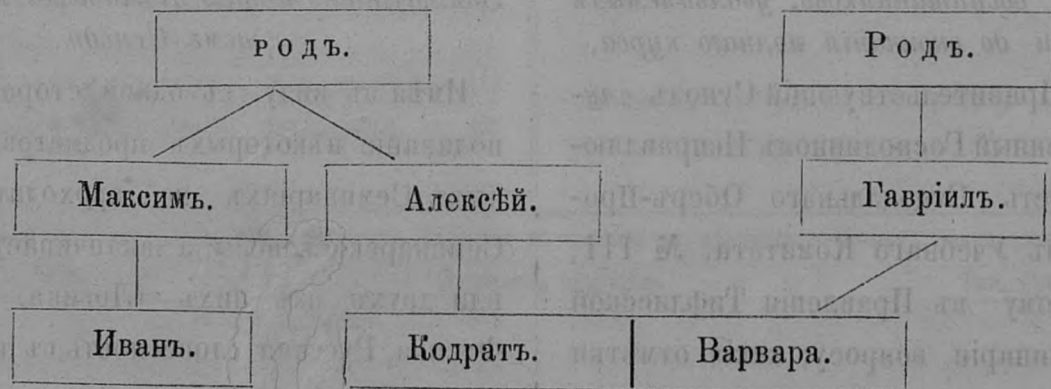 родъ. Родъ.
Максимъ. Алексѣй. Гавріилъ.
Иванъ. Кодратъ. Варвара.